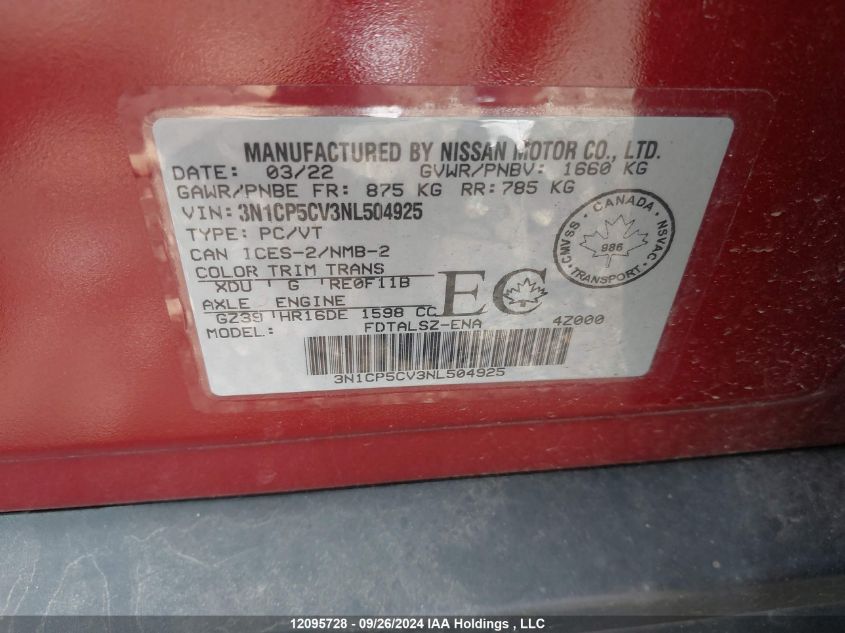 MANUFACTURED BY NISSAN MOTOR CO., LTD.
DATE: 03/22 GVWR/PNBV: 1660 KG
GAWR/PNBE FR: 875 KG RR: 785 KG
VIN: 3N1CP5CV3NL504925
TYPE: PC/VT
CAN ICES-2/NMB-2
COLOR TRIM TRANS
XDU G RE0F11B
AXLE ENGINE
GZ39 HR16DE 1598 CC
MODEL: FDTALSZ-ENA 4Z000
EC
CANADA
CMVSS NSVAC
986
TRANSPORT
3N1CP5CV3NL504925
12095728 - 09/26/2024 IAA Holdings , LLC